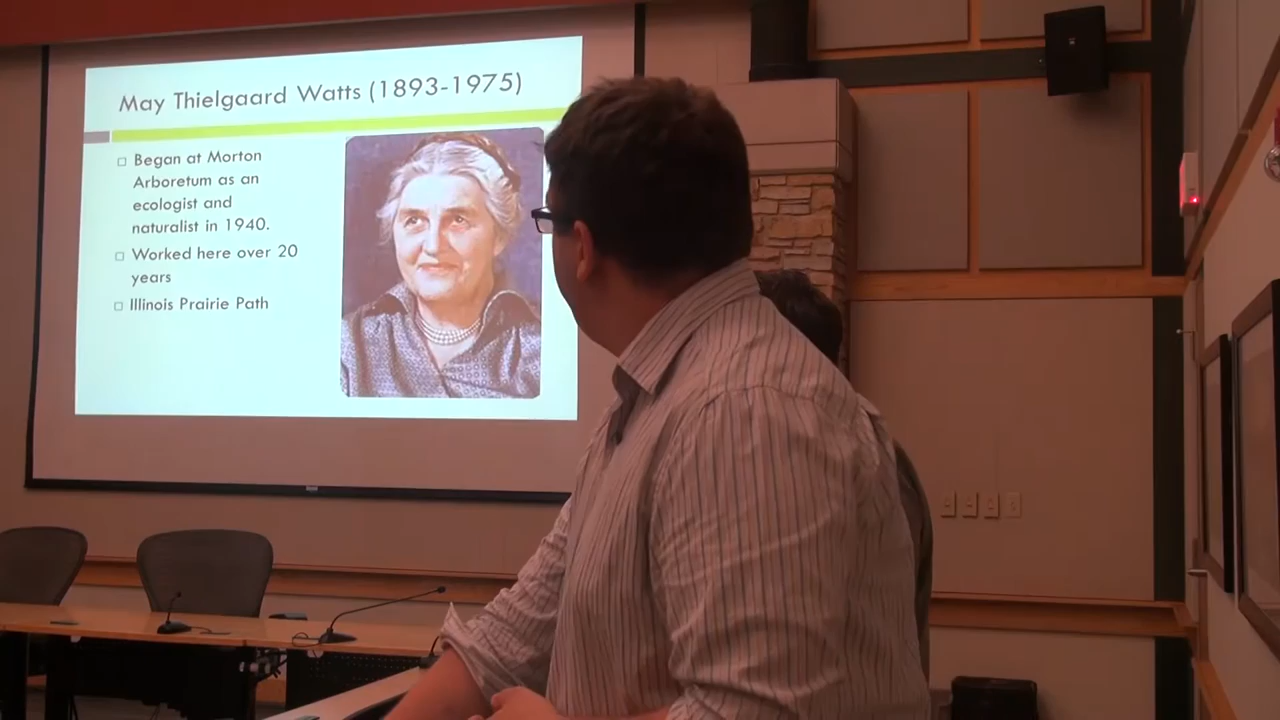 May Thielgaard Watts (1893-1975)
Began at Morton
Arboretum as an
ecologist and
naturalist in 1940.
Worked here over 20
years
Illinois Prairie Path